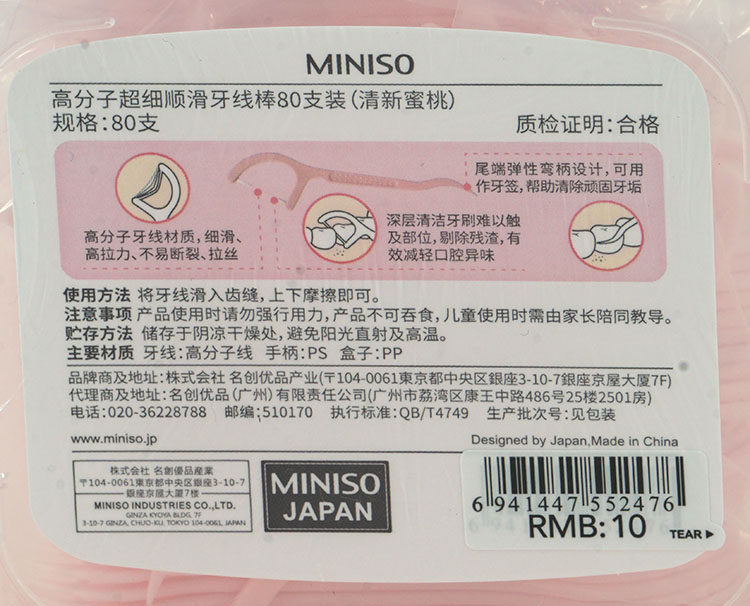 MINISO
高分子超细顺滑牙线棒80支装(清新蜜桃)
规格:80支
质检证明:合格
尾端弹性弯柄设计,可用
作牙签,帮助清除顽固牙垢
高分子牙线材质,细滑、
高拉力、不易断裂、拉丝
深层清洁牙刷难以触
及部位,剔除残渣,有
效减轻口腔异味
使用方法 将牙线滑入齿缝,上下摩擦即可。
注意事项 产品使用时请勿强行用力,产品不可吞食,儿童使用时需由家长陪同教导。
贮存方法 储存于阴凉干燥处,避免阳光直射及高温。
主要材质 牙线:高分子线 手柄:PS 盒子:PP
品牌商及地址:株式会社 名创优品产业(〒104-0061東京都中央区銀座3-10-7銀座京屋大厦7F)
代理商及地址:名创优品(广州)有限责任公司(广州市荔湾区康王中路486号25楼2501房)
电话:020-36228788 邮编:510170 执行标准:QB/T4749 生产批次号:见包装
www.miniso.jp
Designed by Japan,Made in China
株式会社 名創優品産業
〒104-0061東京都中央区銀座3-10-7
銀座京屋大厦7楼
MINISO INDUSTRIES CO.,LTD.
GINZA KYOYA BLDG. 7F
3-10-7 GINZA, CHUO-KU, TOKYO 104-0061, JAPAN
MINISO
JAPAN
6 941447 552476
RMB:10
TEAR▶